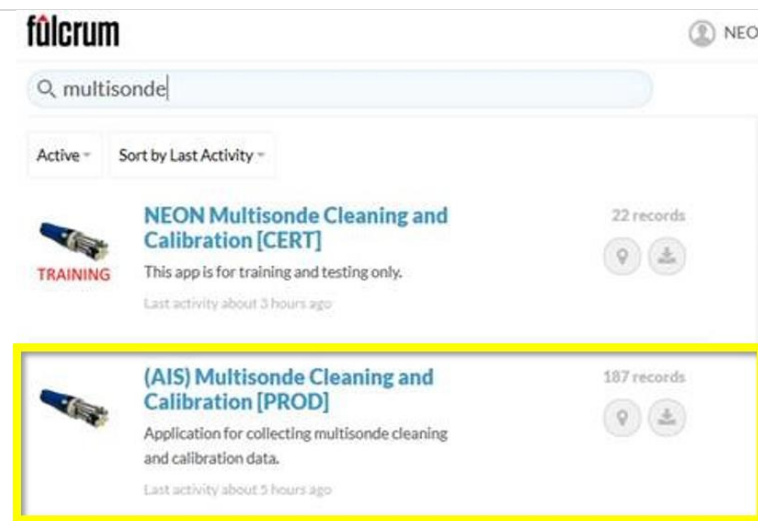 fûlcrum
NEO
multisonde
Active
Sort by Last Activity
NEON Multisonde Cleaning and
Calibration [CERT]
22 records
TRAINING
This app is for training and testing only.
Last activity about 3 hours ago
(AIS) Multisonde Cleaning and
Calibration [PROD]
187 records
Application for collecting multisonde cleaning
and calibration data.
Last activity about 5 hours ago